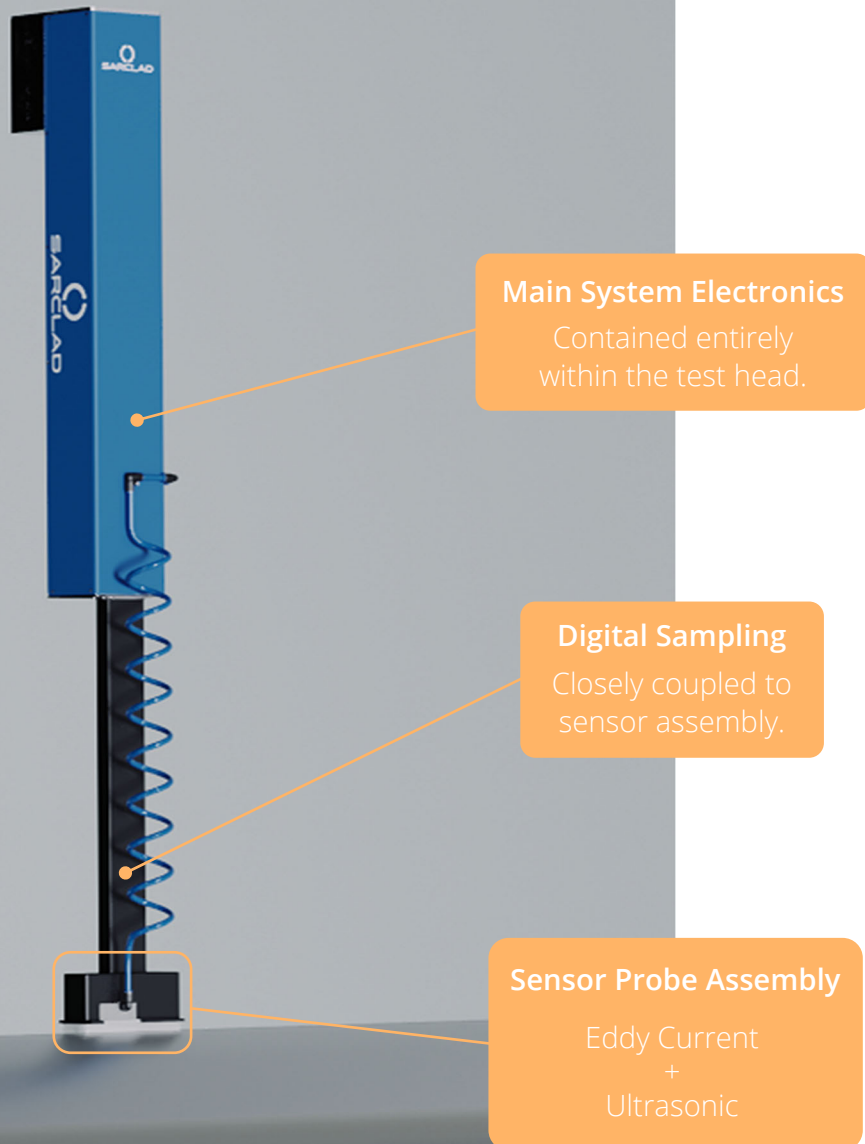 SARCLAD
SARCLAD
Main System Electronics
Contained entirely
within the test head.
Digital Sampling
Closely coupled to
sensor assembly.
Sensor Probe Assembly
Eddy Current
+
Ultrasonic